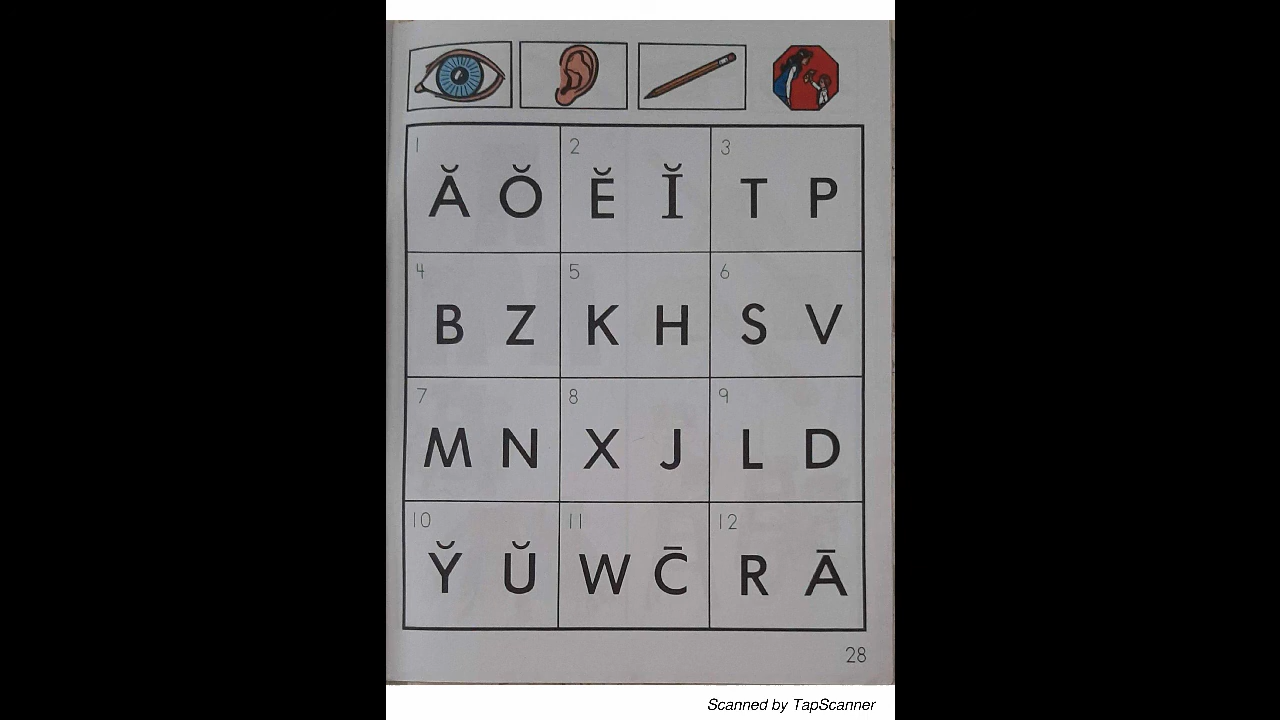 1 2 3
Ă Ŏ Ĕ Ĭ T P
4 5 6
B Z K H S V
7 8 9
M N X J L D
10 11 12
Y̆ Ŭ W C̄ R Ā
28
Scanned by TapScanner